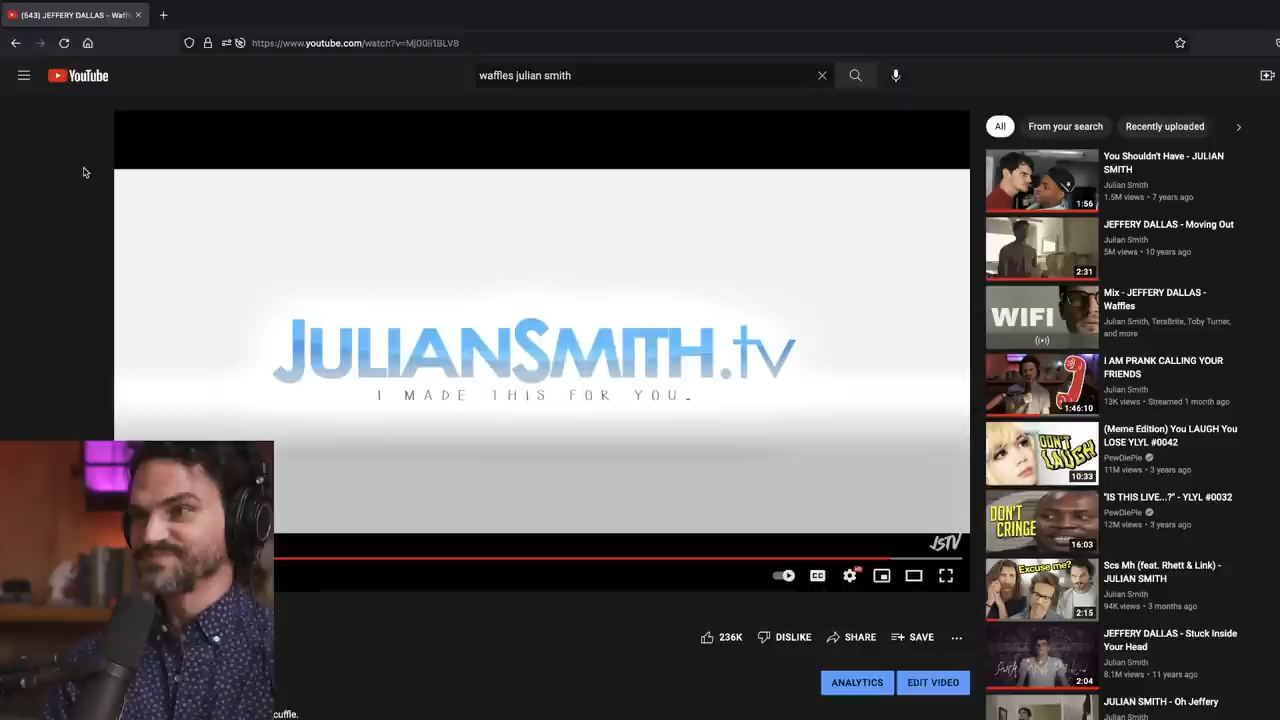 (543) JEFFERY DALLAS - Waffl
https://www.youtube.com/watch?v=Mj00ii1BLV8
YouTube
waffles julian smith
All
From your search
Recently uploaded
JULIANSMITH.tv
I MADE THIS FOR YOU.
JSTV
CC
HD
236K
DISLIKE
SHARE
SAVE
ANALYTICS
EDIT VIDEO
cuffle.
1:56
You Shouldn't Have - JULIAN
SMITH
Julian Smith
1.5M views • 7 years ago
2:31
JEFFERY DALLAS - Moving Out
Julian Smith
5M views • 10 years ago
WIFI
Mix - JEFFERY DALLAS -
Waffles
Julian Smith, TeraBrite, Toby Turner,
and more
1:46:10
I AM PRANK CALLING YOUR
FRIENDS
Julian Smith
13K views • Streamed 1 month ago
DON'T
LAUGH
10:33
(Meme Edition) You LAUGH You
LOSE YLYL #0042
PewDiePie
11M views • 3 years ago
DON'T
CRINGE
16:03
"IS THIS LIVE...?" - YLYL #0032
PewDiePie
12M views • 3 years ago
Excuse me?
2:15
Scs Mh (feat. Rhett & Link) -
JULIAN SMITH
Julian Smith
94K views • 3 months ago
2:04
JEFFERY DALLAS - Stuck Inside
Your Head
Julian Smith
8.1M views • 11 years ago
JULIAN SMITH - Oh Jeffery
Julian Smith